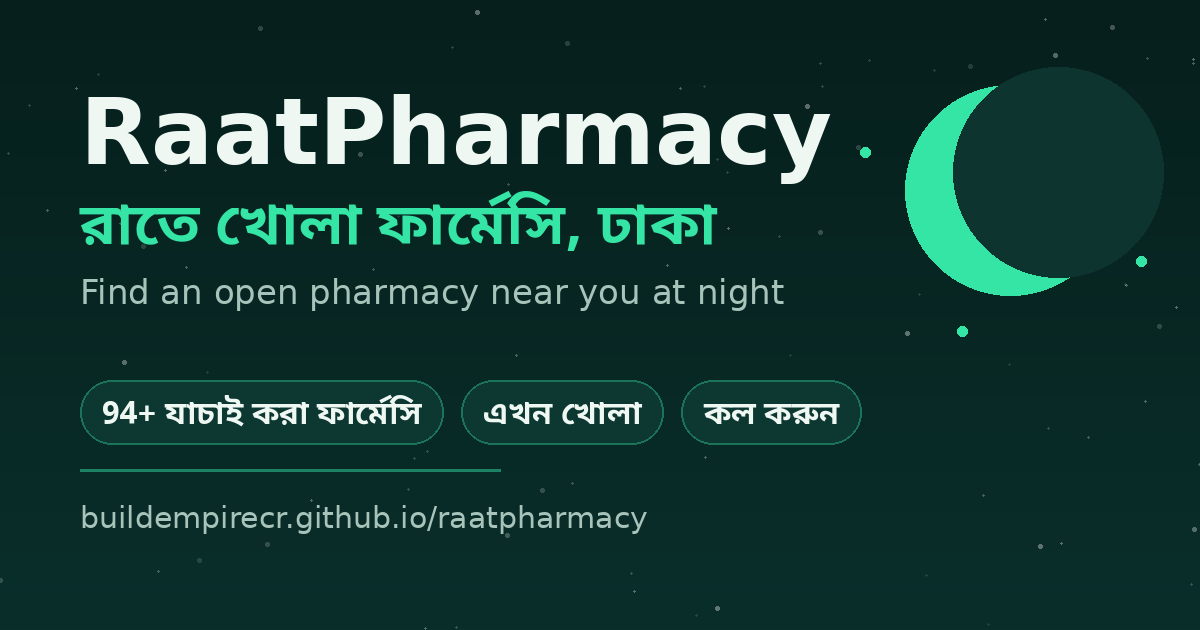 RaatPharmacy
রাতে খোলা ফার্মেসি, ঢাকা
Find an open pharmacy near you at night
94+ যাচাই করা ফার্মেসি
এখন খোলা
কল করুন
buildempirecr.github.io/raatpharmacy